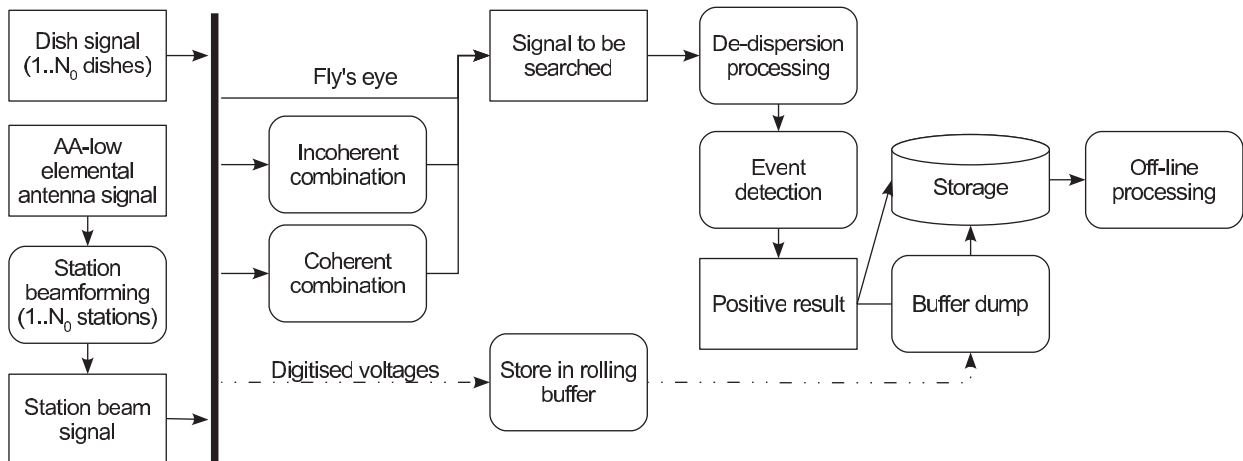 Dish signal
(1..N₀ dishes)
AA-low
elemental
antenna signal
Station
beamforming
(1..N₀ stations)
Station beam
signal
Fly's eye
Incoherent
combination
Coherent
combination
Digitised voltages
Signal to be
searched
Store in rolling
buffer
De-dispersion
processing
Event
detection
Positive result
Storage
Buffer dump
Off-line
processing